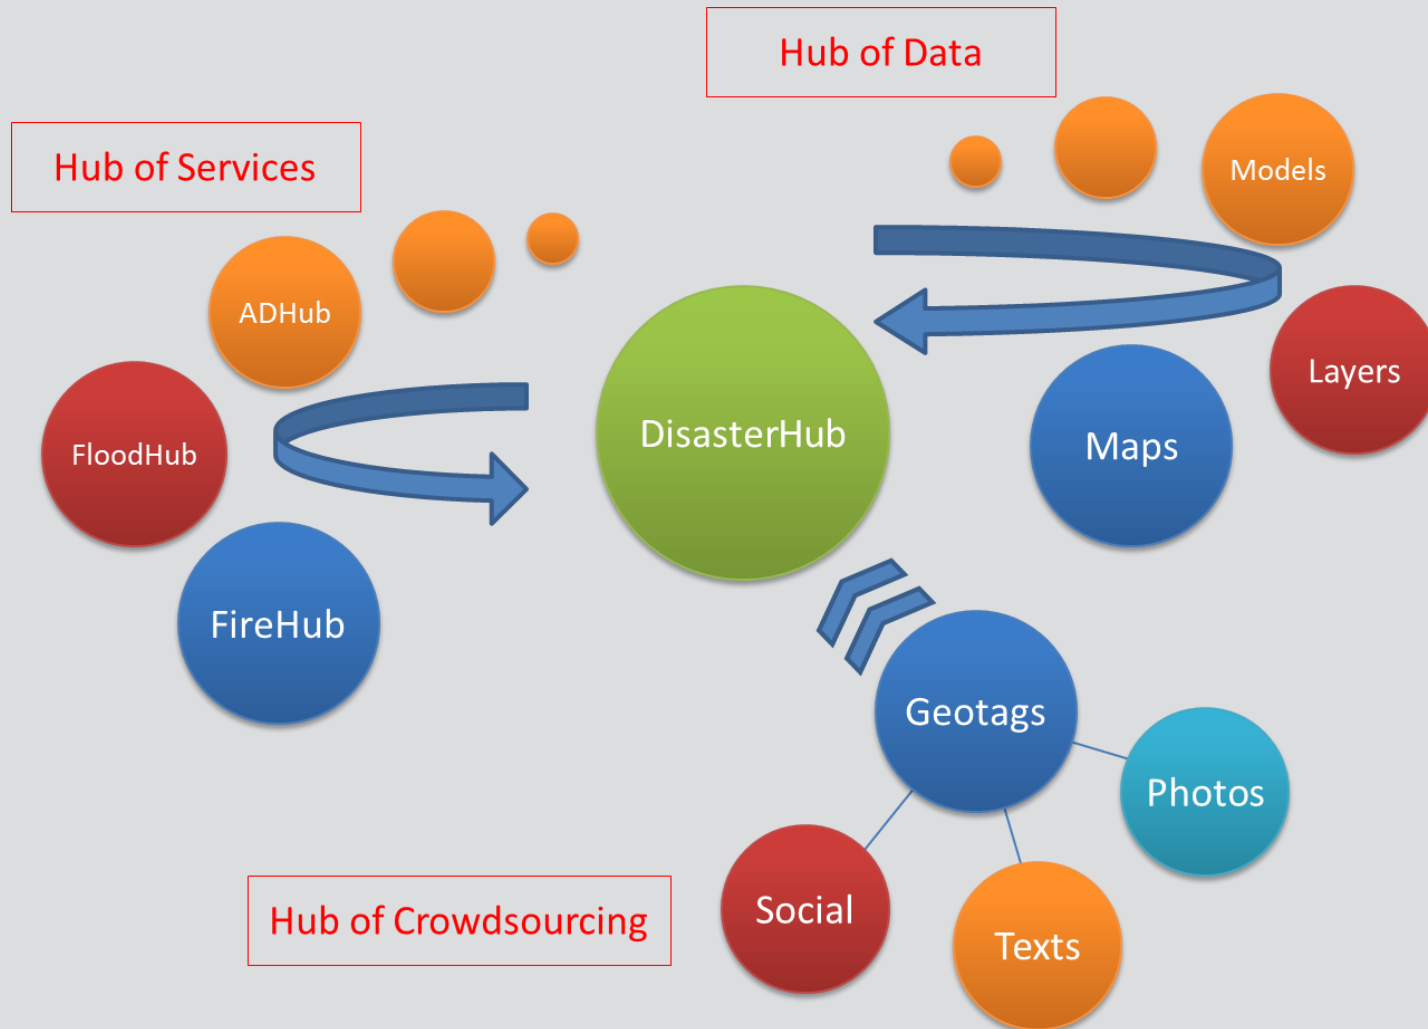 Hub of Data
Hub of Services
Models
ADHub
Layers
DisasterHub
Maps
FloodHub
FireHub
Geotags
Photos
Social
Hub of Crowdsourcing
Texts